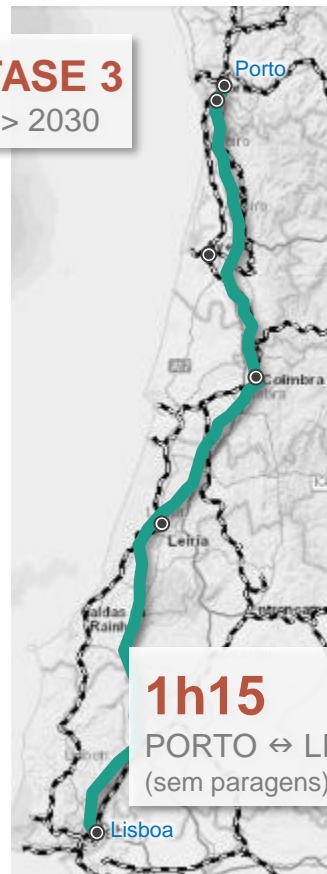 FASE 3
> 2030
Porto
Coimbra
Leiria
1h15
PORTO ↔ LI
(sem paragens)
Lisboa